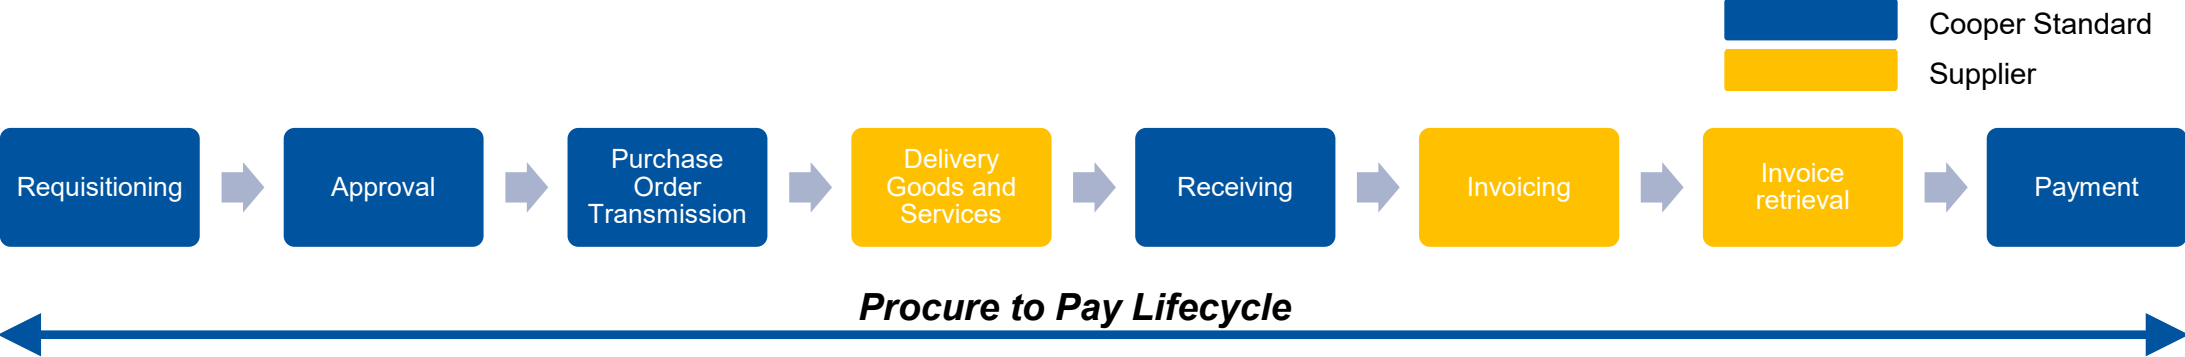 Cooper Standard
Supplier
Requisitioning
Approval
Purchase
Order
Transmission
Delivery
Goods and
Services
Receiving
Invoicing
Invoice
retrieval
Payment
Procure to Pay Lifecycle